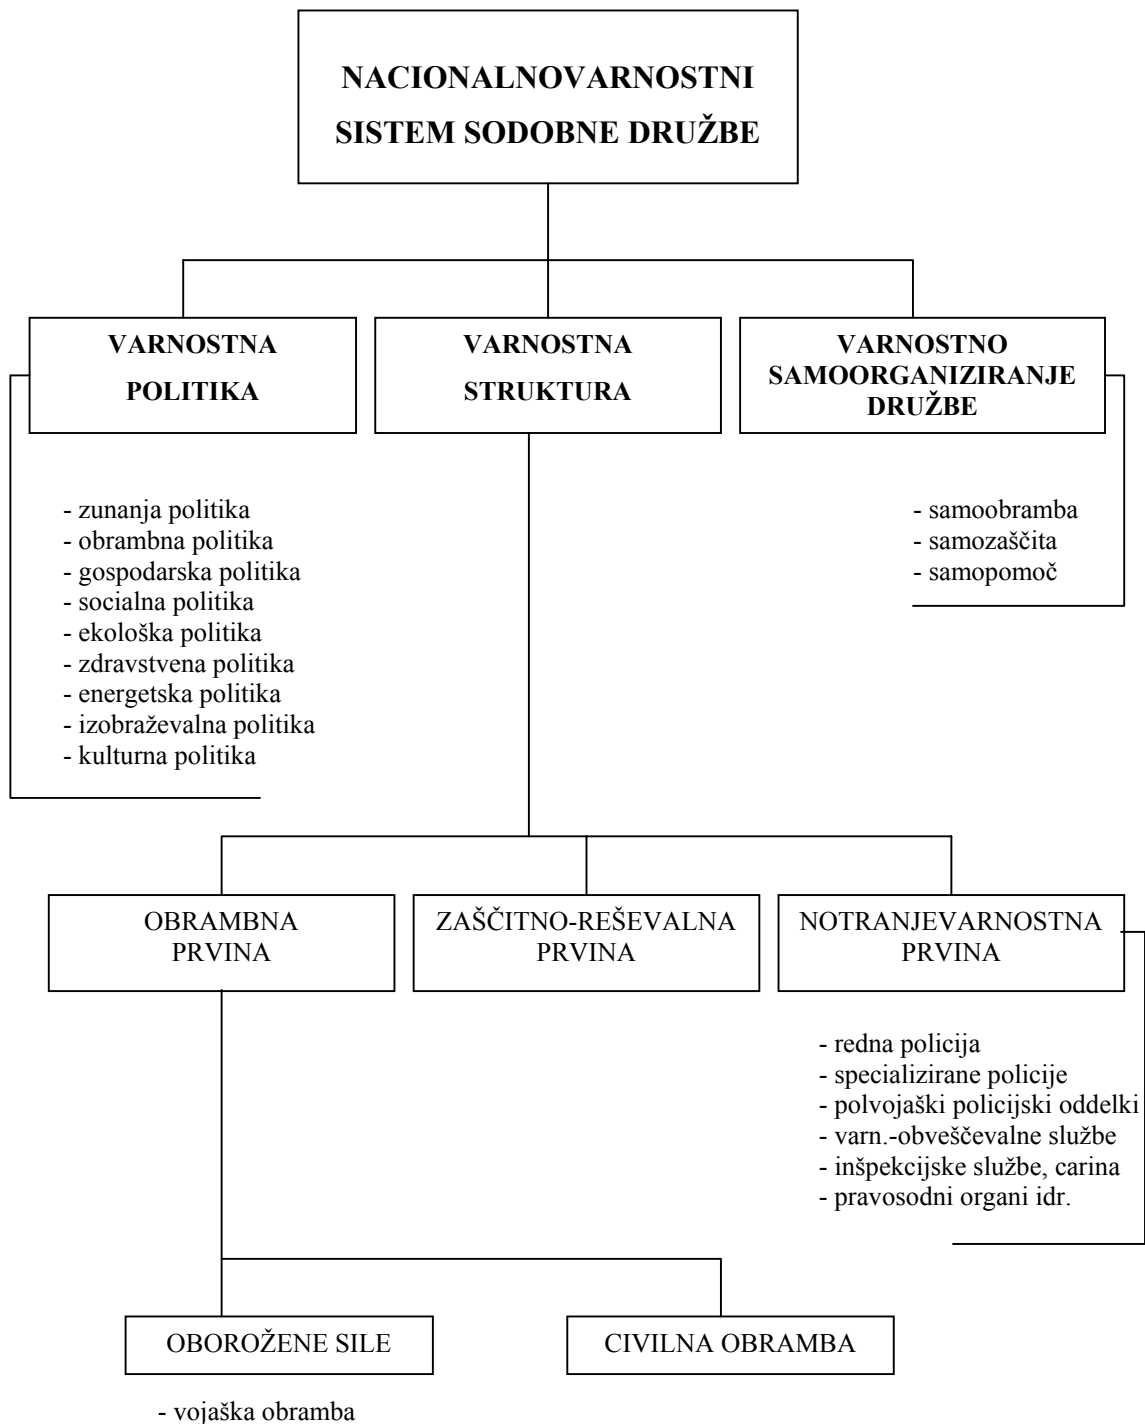 NACIONALNOVARNOSTNI
SISTEM SODOBNE DRUŽBE
VARNOSTNA
POLITIKA
VARNOSTNA
STRUKTURA
VARNOSTNO
SAMOORGANIZIRANJE
DRUŽBE
- zunanja politika
- obrambna politika
- gospodarska politika
- socialna politika
- ekološka politika
- zdravstvena politika
- energetska politika
- izobraževalna politika
- kulturna politika
- samoobramba
- samozaščita
- samopomoč
OBRAMBNA
PRVINA
ZAŠČITNO-REŠEVALNA
PRVINA
NOTRANJEVARNOSTNA
PRVINA
- redna policija
- specializirane policije
- polvojaški policijski oddelki
- varn.-obveščevalne službe
- inšpekcijske službe, carina
- pravosodni organi idr.
OBOROŽENE SILE
CIVILNA OBRAMBA
- vojaška obramba